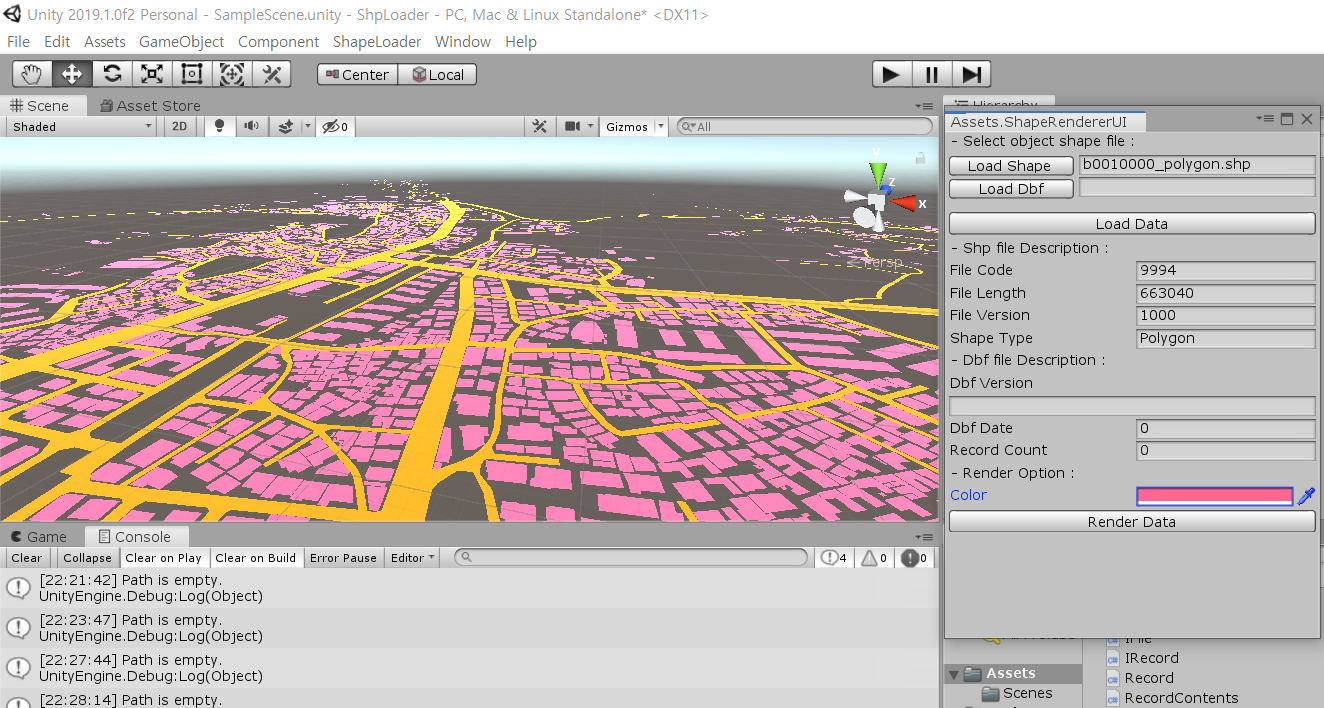 Unity 2019.1.0f2 Personal - SampleScene.unity - ShpLoader - PC, Mac & Linux Standalone* <DX11>
File Edit Assets GameObject Component ShapeLoader Window Help
Center Local
Scene Asset Store
Shaded 2D 0 Gizmos All
y
z
x
Persp
Hierarchy
Assets.ShapeRendererUI
- Select object shape file :
Load Shape b0010000_polygon.shp
Load Dbf
Load Data
- Shp file Description :
File Code 9994
File Length 663040
File Version 1000
Shape Type Polygon
- Dbf file Description :
Dbf Version
Dbf Date 0
Record Count 0
- Render Option :
Color
Render Data
Game Console
Clear Collapse Clear on Play Clear on Build Error Pause Editor 4 0 0
[22:21:42] Path is empty.
UnityEngine.Debug:Log(Object)
[22:23:47] Path is empty.
UnityEngine.Debug:Log(Object)
[22:27:44] Path is empty.
UnityEngine.Debug:Log(Object)
[22:28:14] Path is empty.
IFile
Assets
Scenes
IRecord
Record
RecordContents